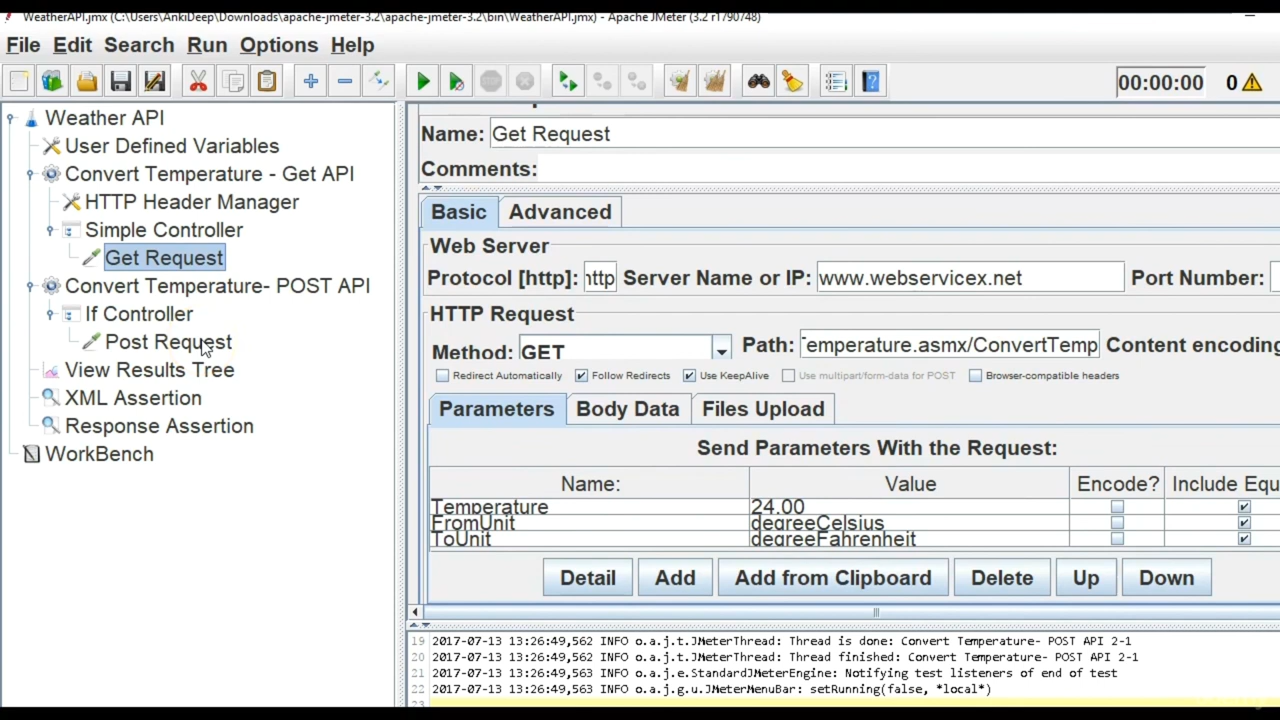 WeatherAPI.jmx (C:\Users\AnkiDeep\Downloads\apache-jmeter-3.2\apache-jmeter-3.2\bin\WeatherAPI.jmx) - Apache JMeter (3.2 r1790748)
File Edit Search Run Options Help
00:00:00 0
Weather API
User Defined Variables
Convert Temperature - Get API
HTTP Header Manager
Simple Controller
Get Request
Convert Temperature- POST API
If Controller
Post Request
View Results Tree
XML Assertion
Response Assertion
WorkBench
Name: Get Request
Comments:
Basic Advanced
Web Server
Protocol [http]: http Server Name or IP: www.webservicex.net Port Number:
HTTP Request
Method: GET Path: Temperature.asmx/ConvertTemp Content encoding
Redirect Automatically Follow Redirects Use KeepAlive Use multipart/form-data for POST Browser-compatible headers
Parameters Body Data Files Upload
Send Parameters With the Request:
Name: Value Encode? Include Equ
Temperature 24.00
FromUnit degreeCelsius
ToUnit degreeFahrenheit
Detail Add Add from Clipboard Delete Up Down
19 2017-07-13 13:26:49,562 INFO o.a.j.t.JMeterThread: Thread is done: Convert Temperature- POST API 2-1
20 2017-07-13 13:26:49,562 INFO o.a.j.t.JMeterThread: Thread finished: Convert Temperature- POST API 2-1
21 2017-07-13 13:26:49,563 INFO o.a.j.e.StandardJMeterEngine: Notifying test listeners of end of test
22 2017-07-13 13:26:49,563 INFO o.a.j.g.u.JMeterMenuBar: setRunning(false, *local*)
23